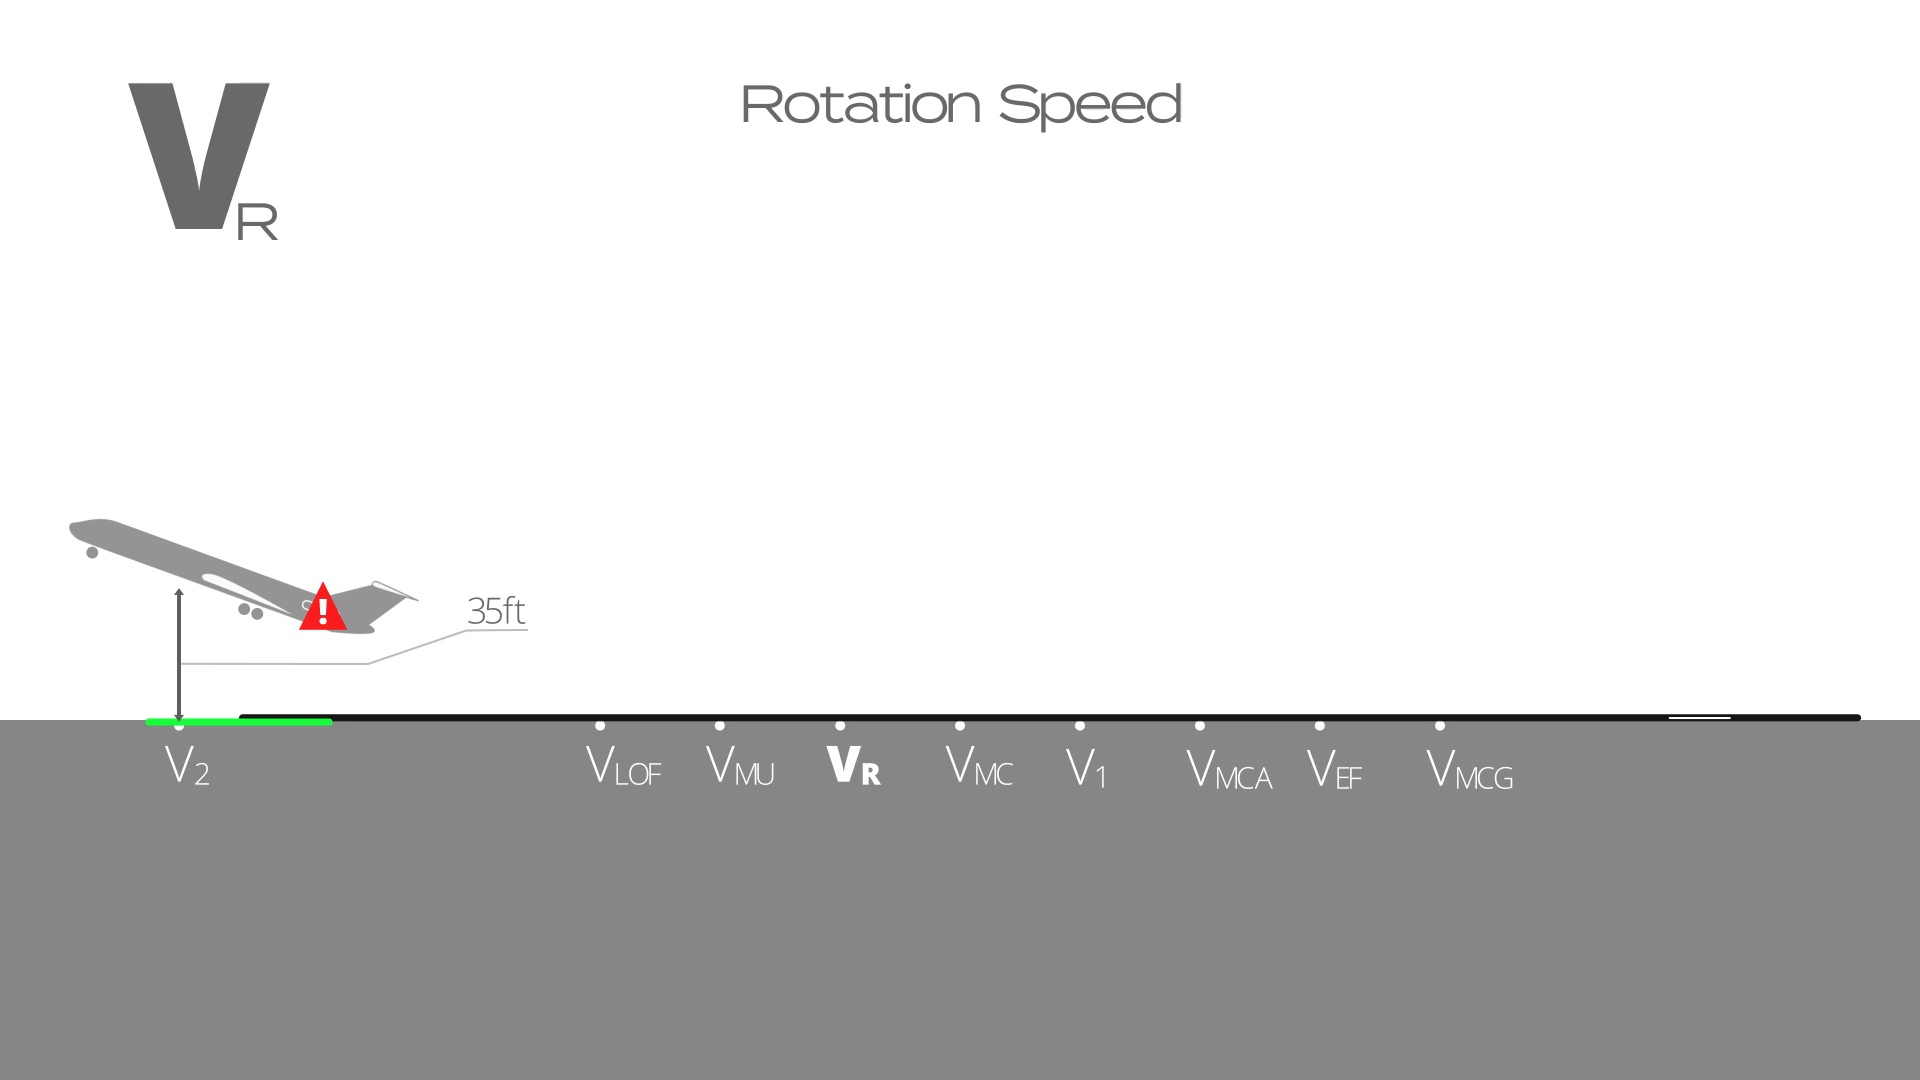 VR
Rotation Speed
!
35ft
V2 VLOF VMU VR VMC V1 VMCA VEF VMCG